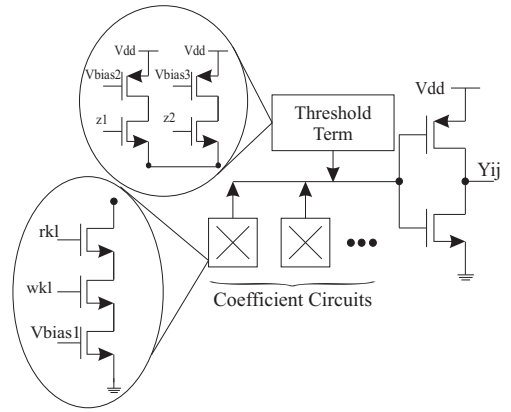 Vdd
Vdd
Vbias2
Vbias3
z1
z2
Threshold
Term
Vdd
Yij
rkl
wkl
Vbias1
Coefficient Circuits